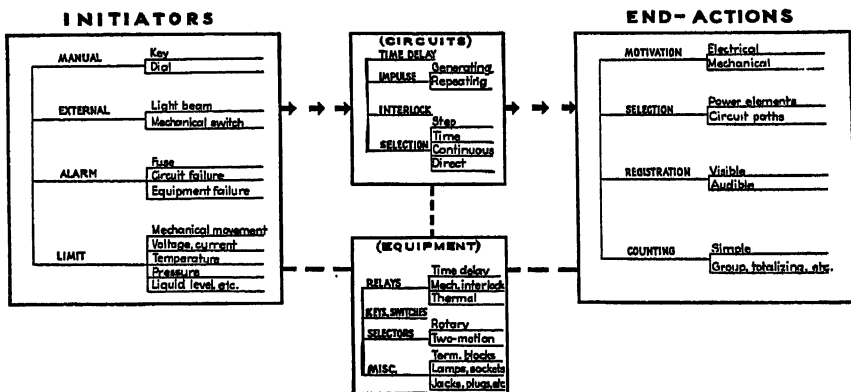 INITIATORS
MANUAL
Key
Dial
EXTERNAL
Light beam
Mechanical switch
ALARM
Fuse
Circuit failure
Equipment failure
LIMIT
Mechanical movement
Voltage, current
Temperature
Pressure
Liquid level, etc.
(CIRCUITS)
TIME DELAY
IMPULSE
Generating
Repeating
INTERLOCK
SELECTION
Step
Time
Continuous
Direct
(EQUIPMENT)
RELAYS
Time delay
Mech. interlock
Thermal
KEYS, SWITCHES
SELECTORS
Rotary
Two-motion
MISC.
Term. blocks
Lamps, sockets
Jacks, plugs, etc
END-ACTIONS
MOTIVATION
Electrical
Mechanical
SELECTION
Power elements
Circuit paths
REGISTRATION
Visible
Audible
COUNTING
Simple
Group, totalizing, etc.